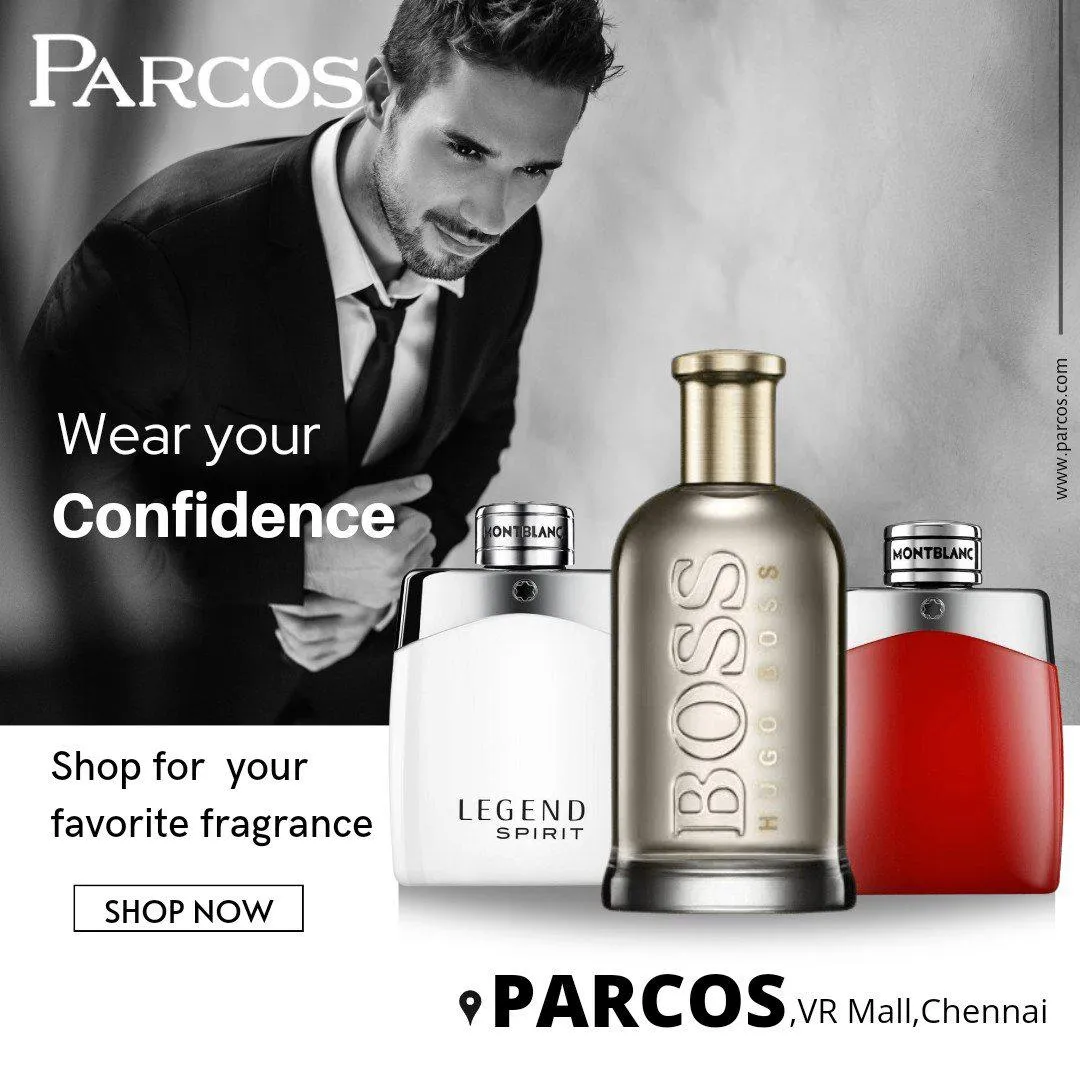 PARCOS
www.parcos.com
Wear your
Confidence
MONTBLANC
LEGEND
SPIRIT
BOSS
HUGO BOSS
MONTBLANC
Shop for  your
favorite fragrance
SHOP NOW
PARCOS,VR Mall,Chennai